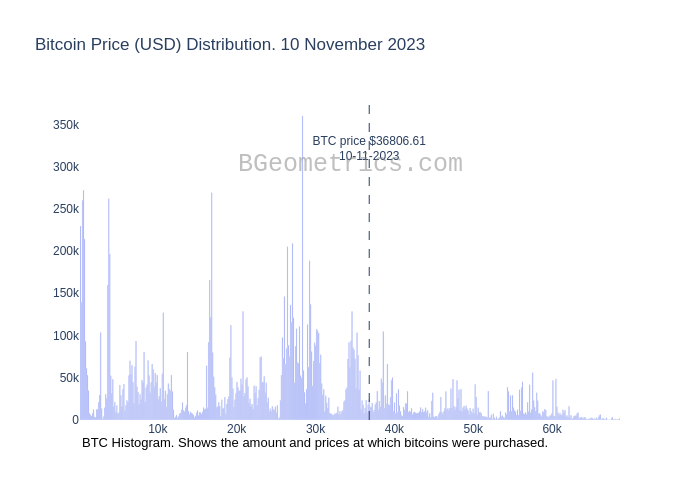 Bitcoin Price (USD) Distribution. 10 November 2023
350k
BTC price $36806.61
10-11-2023
BGeometrics.com
300k
250k
200k
150k
100k
50k
0
10k 20k 30k 40k 50k 60k
BTC Histogram. Shows the amount and prices at which bitcoins were purchased.